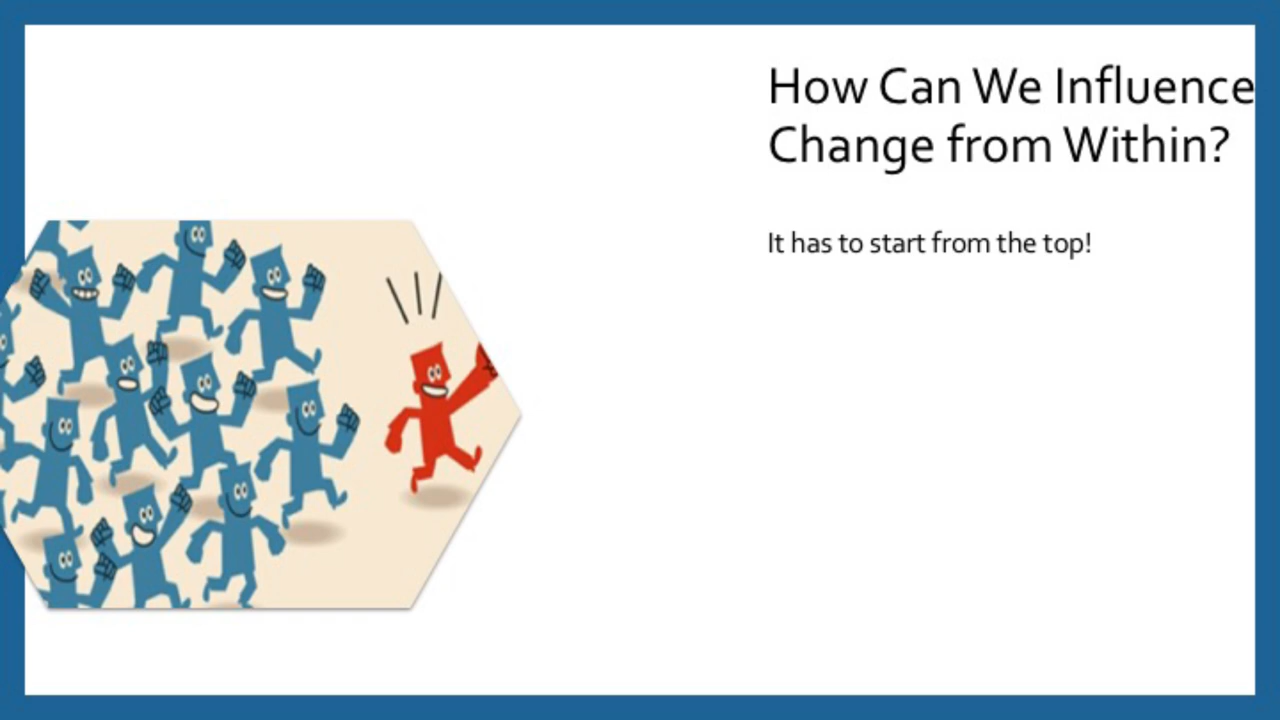 How Can We Influence
Change from Within?
It has to start from the top!